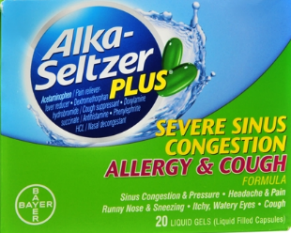 Alka-
Seltzer
PLUS
Acetaminophen / Pain reliever-
fever reducer • Dextromethorphan
hydrobromide / Cough suppressant • Doxylamine
succinate / Antihistamine • Phenylephrine
HCl / Nasal decongestant
SEVERE SINUS
CONGESTION
ALLERGY & COUGH
FORMULA
Sinus Congestion & Pressure • Headache & Pain
Runny Nose & Sneezing • Itchy, Watery Eyes • Cough
20 LIQUID GELS (Liquid Filled Capsules)
BAYER
BAYER